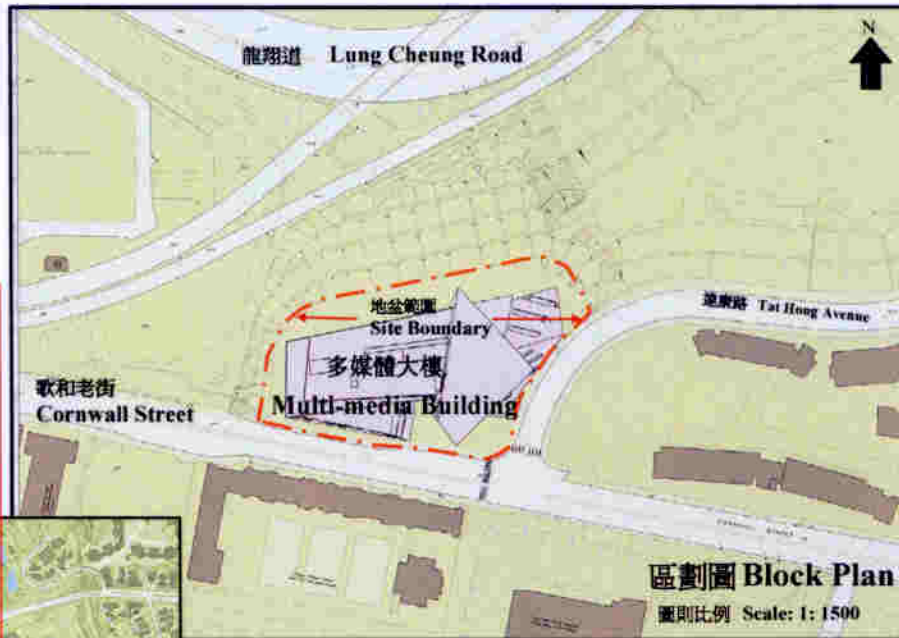 龍翔道 Lung Cheung Road
N
達康路 Tat Hong Avenue
地盆範圍
Site Boundary
多媒體大樓
Multi-media Building
歌和老街
Cornwall Street
區劃圖 Block Plan
圖則比例 Scale: 1: 1500